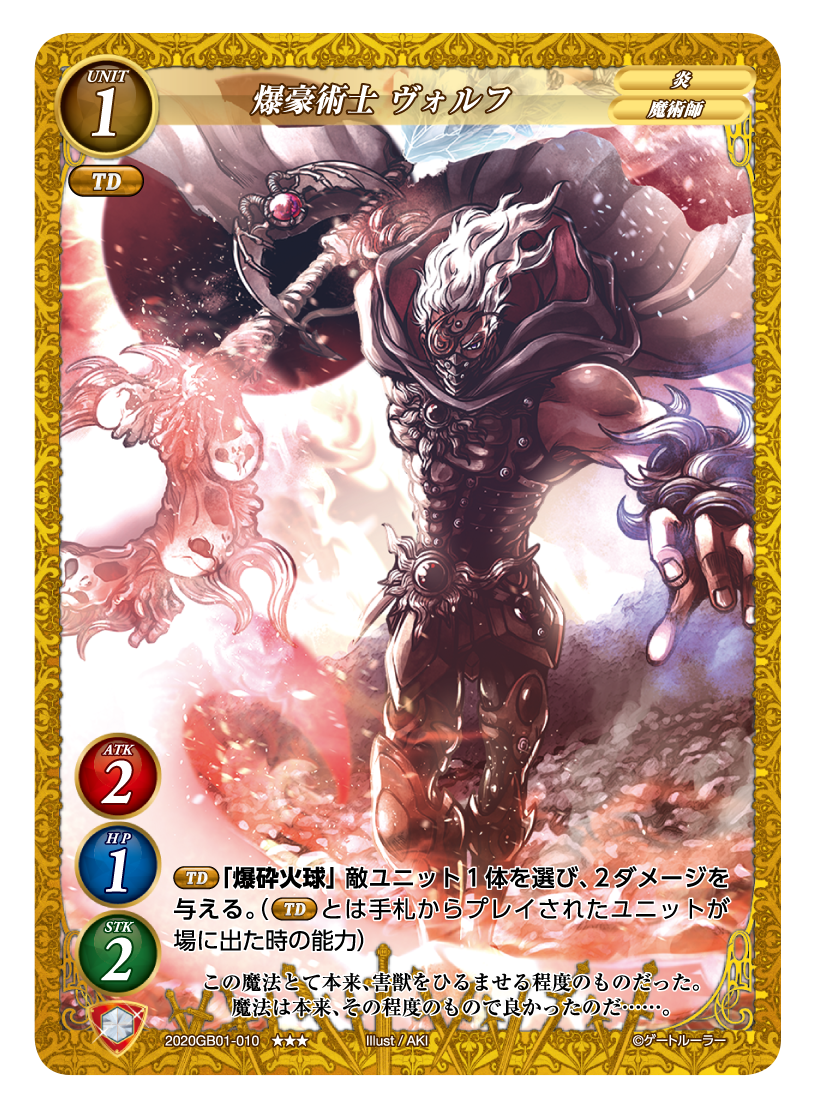 UNIT
1
爆豪術士 ヴォルフ
炎
魔術師
TD
ATK
2
HP
1
STK
2
TD「爆砕火球」敵ユニット1体を選び、2ダメージを
与える。(TDとは手札からプレイされたユニットが
場に出た時の能力)
この魔法とて本来、害獣をひるませる程度のものだった。
魔法は本来、その程度のもので良かったのだ……。
2020GB01-010 ★★★ Illust / AKI ©ゲートルーラー